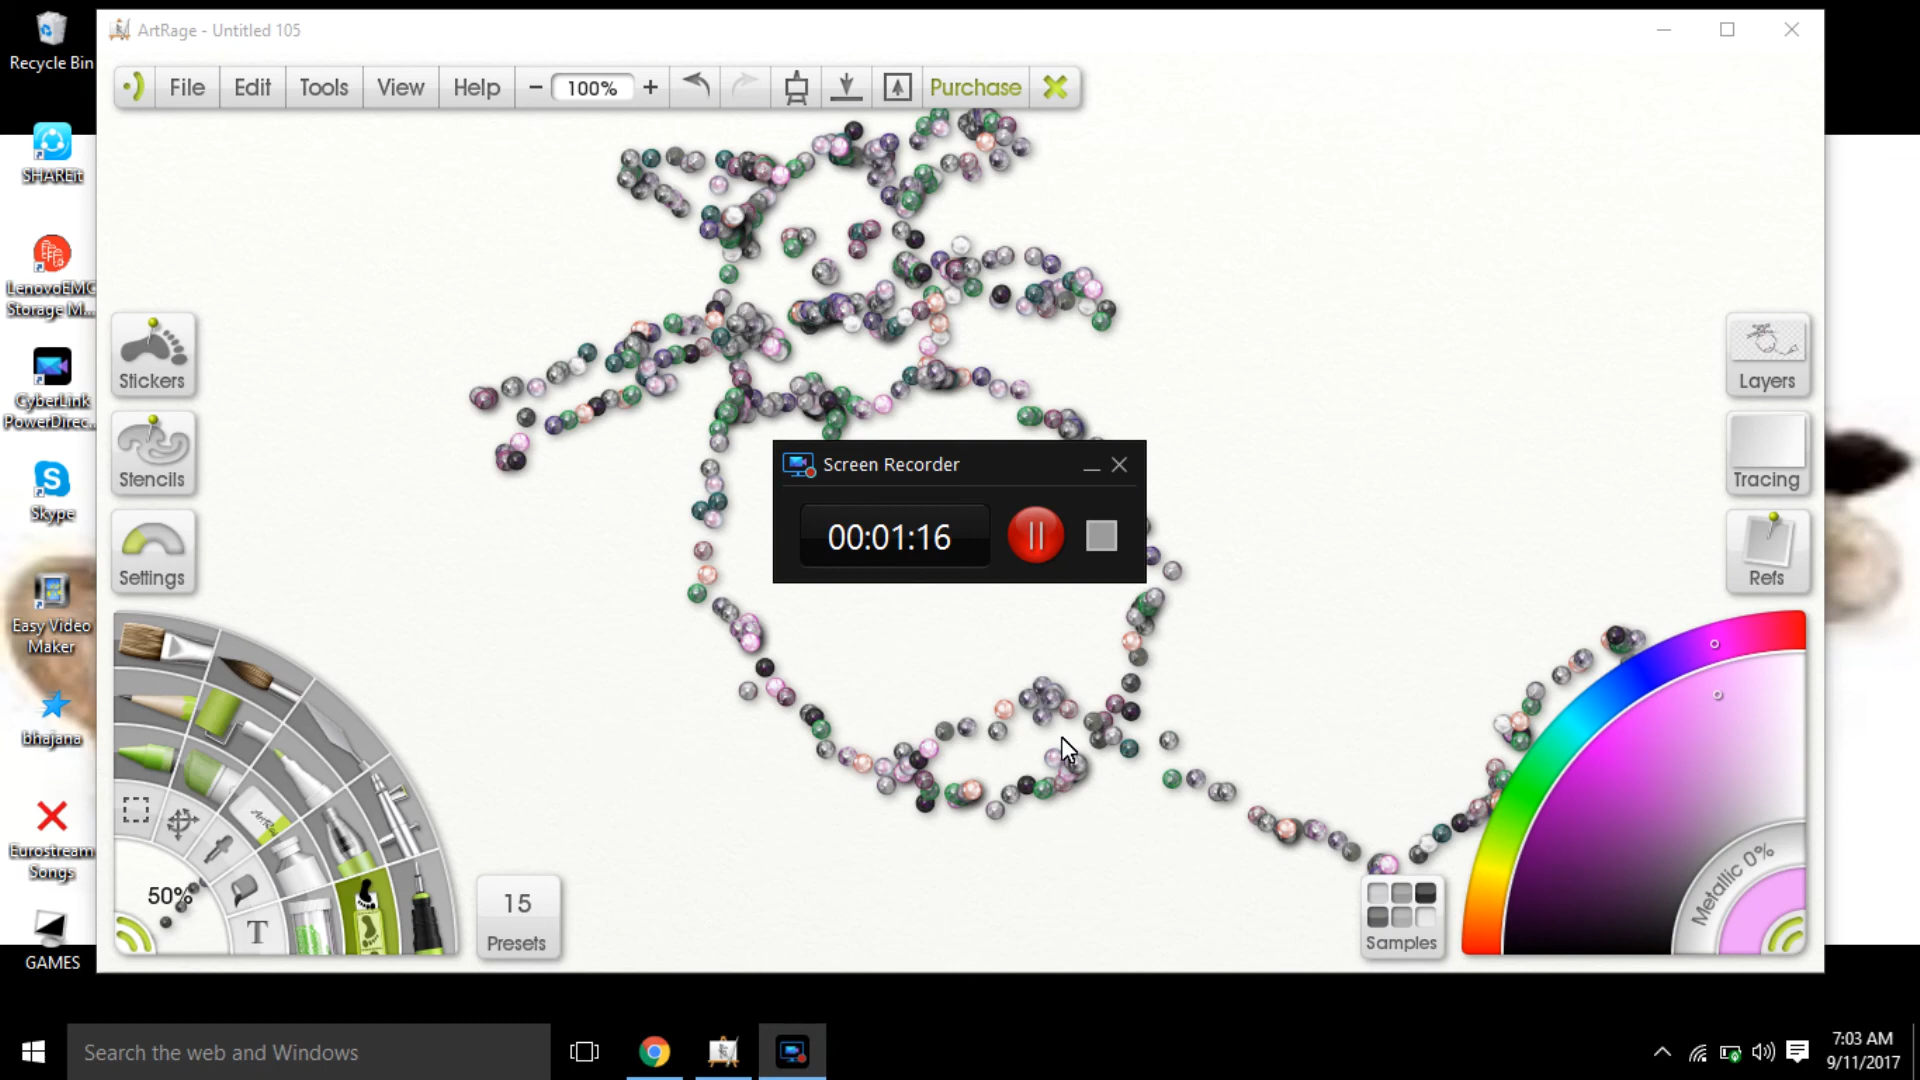 Recycle Bin
SHAREit
LenovoEMC
Storage M...
CyberLink
PowerDirec...
Skype
Easy Video
Maker
bhajana
Eurostream
Songs
GAMES
ArtRage - Untitled 105
File Edit Tools View Help 100% Purchase
Stickers
Stencils
Settings
Screen Recorder
00:01:16
Layers
Tracing
Refs
50%
T
15
Presets
Samples
Metallic 0%
Search the web and Windows
7:03 AM
9/11/2017